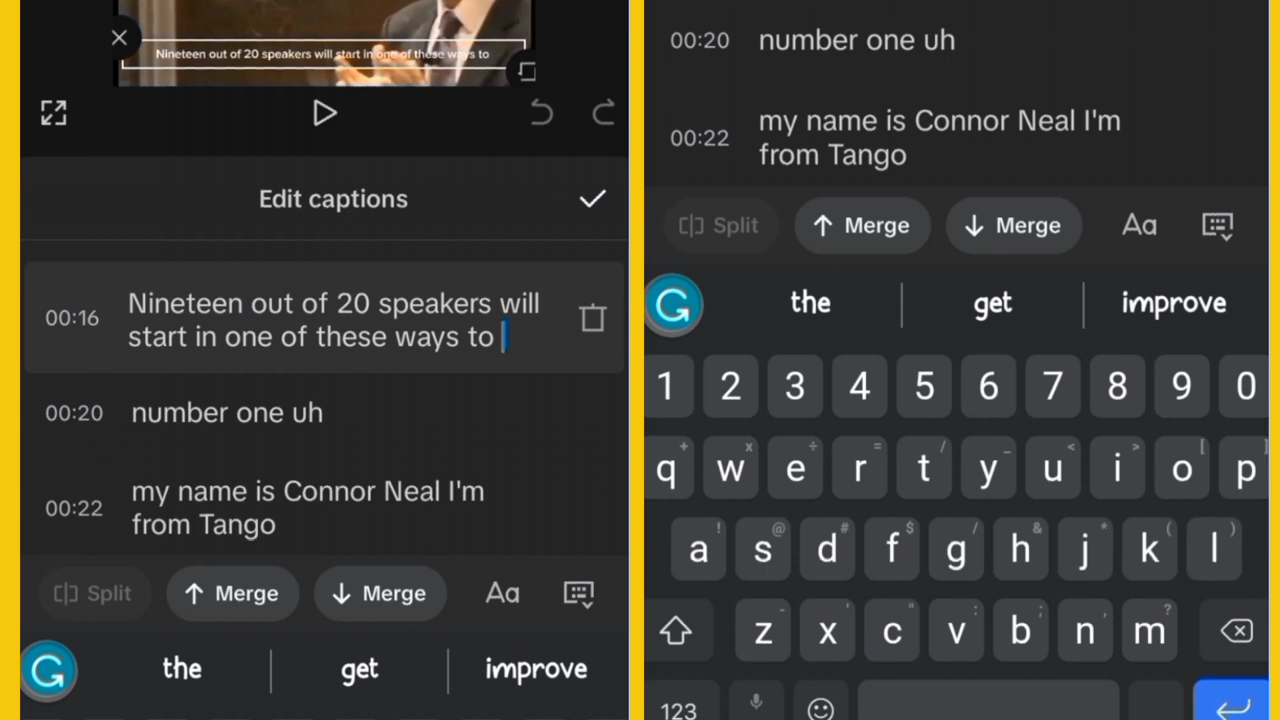 Nineteen out of 20 speakers will start in one of these ways to
Edit captions
00:16
Nineteen out of 20 speakers will
start in one of these ways to
00:20
number one uh
00:22
my name is Connor Neal I'm
from Tango
Split
Merge
Merge
Aa
the
get
improve
00:20
number one uh
00:22
my name is Connor Neal I'm
from Tango
Split
Merge
Merge
Aa
the
get
improve
1 2 3 4 5 6 7 8 9 0
+ x ÷ = / _ < > [ ]
q w e r t y u i o p
! @ # $ / & * ( )
a s d f g h j k l
- ' " : ; , ?
z x c v b n m
123